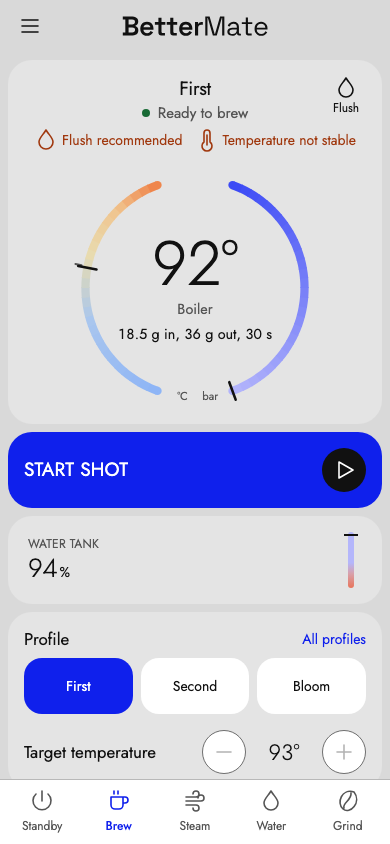 BetterMate
First
Ready to brew
Flush
Flush recommended
Temperature not stable
92°
Boiler
18.5 g in, 36 g out, 30 s
°C
bar
START SHOT
WATER TANK
94%
Profile
All profiles
First
Second
Bloom
Target temperature
93°
Standby
Brew
Steam
Water
Grind